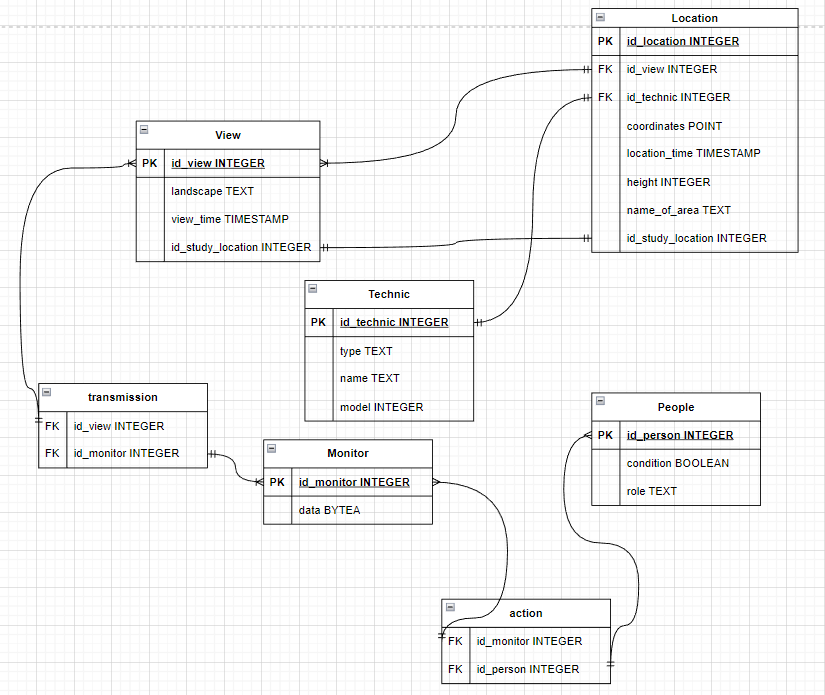 Location
PK id_location INTEGER
FK id_view INTEGER
FK id_technic INTEGER
coordinates POINT
location_time TIMESTAMP
height INTEGER
name_of_area TEXT
id_study_location INTEGER
View
PK id_view INTEGER
landscape TEXT
view_time TIMESTAMP
id_study_location INTEGER
Technic
PK id_technic INTEGER
type TEXT
name TEXT
model INTEGER
transmission
FK id_view INTEGER
FK id_monitor INTEGER
Monitor
PK id_monitor INTEGER
data BYTEA
People
PK id_person INTEGER
condition BOOLEAN
role TEXT
action
FK id_monitor INTEGER
FK id_person INTEGER